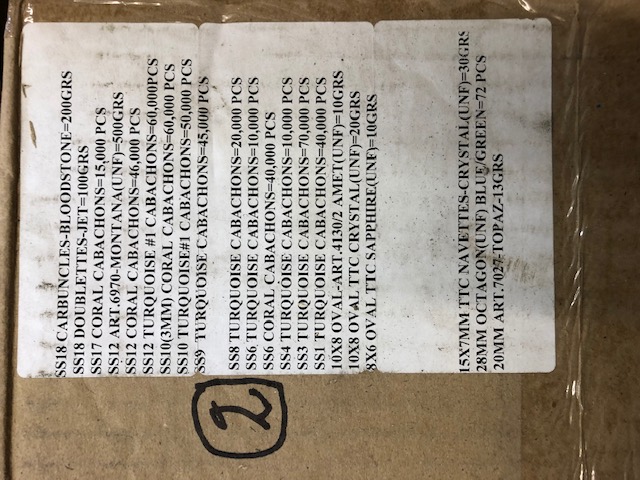 SS18 CARBUNCLES-BLOODSTONE=200GRS
SS18 DOUBLETTES-JET=100GRS
SS17 CORAL CABACHONS=15,000 PCS
SS12 ART.6970-MONTANA(UNF)=500GRS
SS12 CORAL CABACHONS=46,000 PCS
SS12 TURQUOISE #1 CABACHONS=60,000PCS
SS10(3MM) CORAL CABACHONS=60,000 PCS
SS10 TURQUOISE#1 CABACHONS=50,000 PCS
SS9 TURQUOISE CABACHONS=45,000 PCS
SS8 TURQUOISE CABACHONS=20,000 PCS
SS6 TURQUOISE CABACHONS=10,000 PCS
SS6 CORAL CABACHONS=40,000 PCS
SS4 TURQUOISE CABACHONS=10,000 PCS
SS3 TURQUOISE CABACHONS=70,000 PCS
SS1 TURQUOISE CABACHONS=40,000 PCS
10X8 OVAL-ART.4130/2 AMET(UNF)=10GRS
10X8 OVAL TTC CRYSTAL(UNF)=20GRS
8X6 OVAL TTC SAPPHIRE(UNF)=10GRS
15X7MM TTC NAVETTES-CRYSTAL(UNF)=30GRS
28MM OCTAGON(UNF) BLUE/GREEN=72 PCS
20MM ART.7027-TOPAZ-13GRS
2